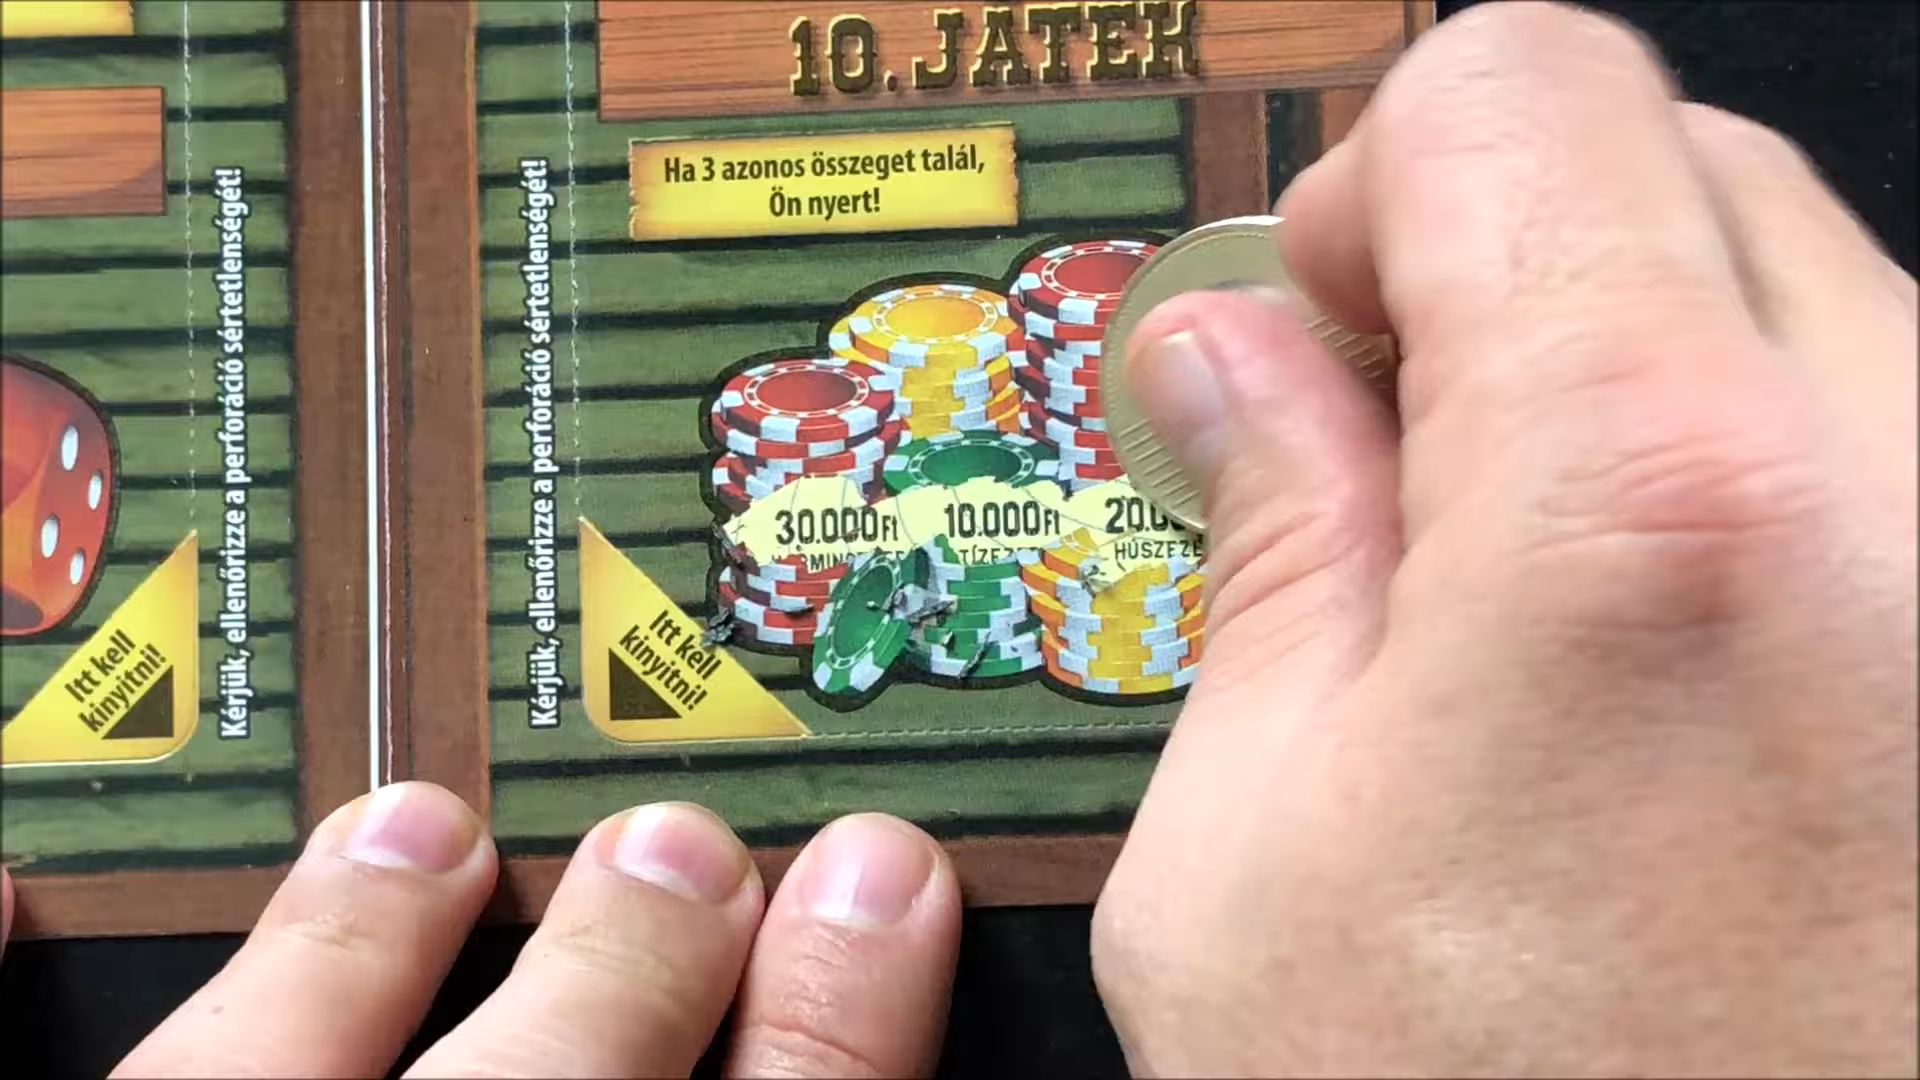 10. JÁTÉK
Ha 3 azonos összeget talál,
Ön nyert!
Kérjük, ellenőrizze a perforáció sértetlenségét!
Kérjük, ellenőrizze a perforáció sértetlenségét!
30.000Ft
10.000Ft
Itt kell
kinyitni!
Itt kell
kinyitni!